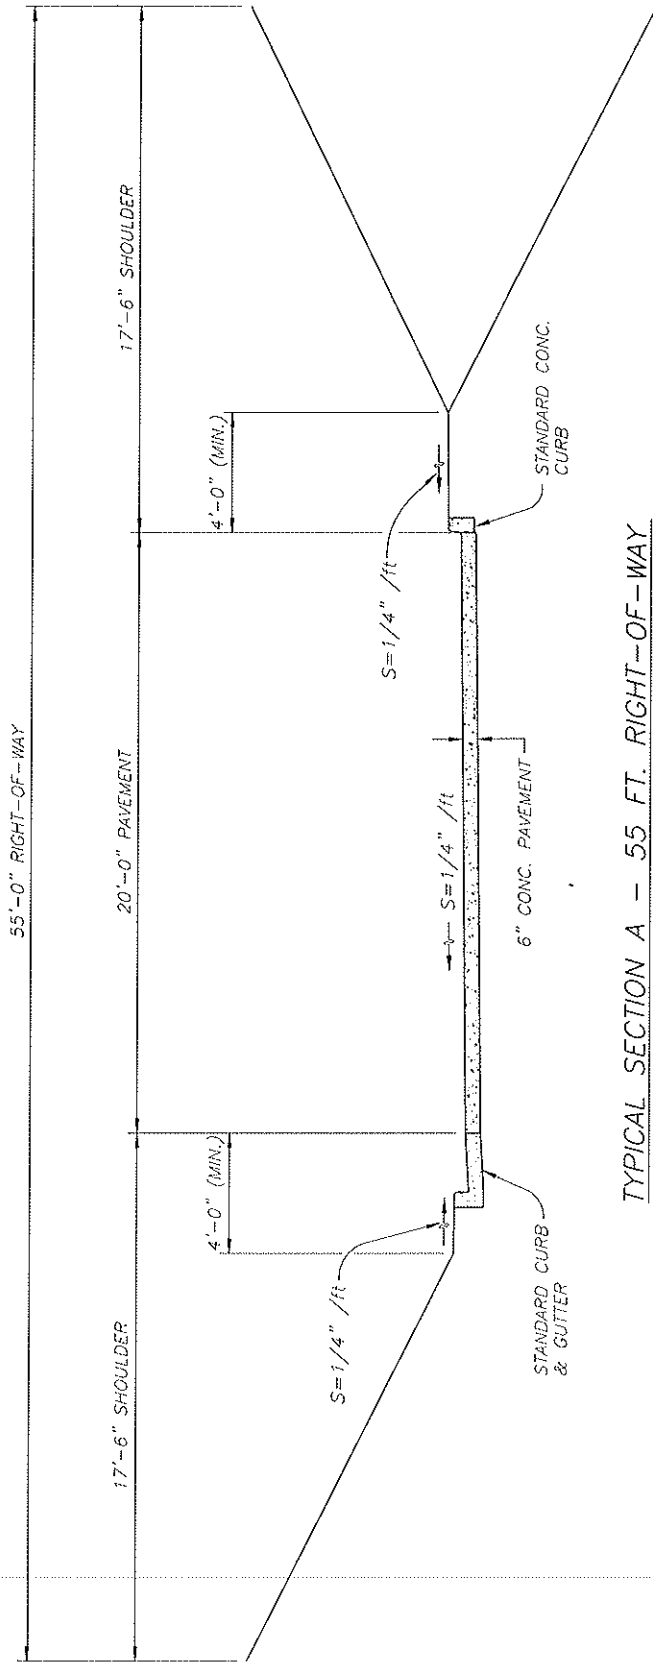 55'-0" RIGHT-OF-WAY
17'-6" SHOULDER
20'-0" PAVEMENT
17'-6" SHOULDER
4'-0" (MIN.)
4'-0" (MIN.)
S=1/4" /ft
S=1/4" /ft
S=1/4" /ft
STANDARD CURB
& GUTTER
6" CONC. PAVEMENT
STANDARD CONC.
CURB
TYPICAL SECTION A - 55 FT. RIGHT-OF-WAY